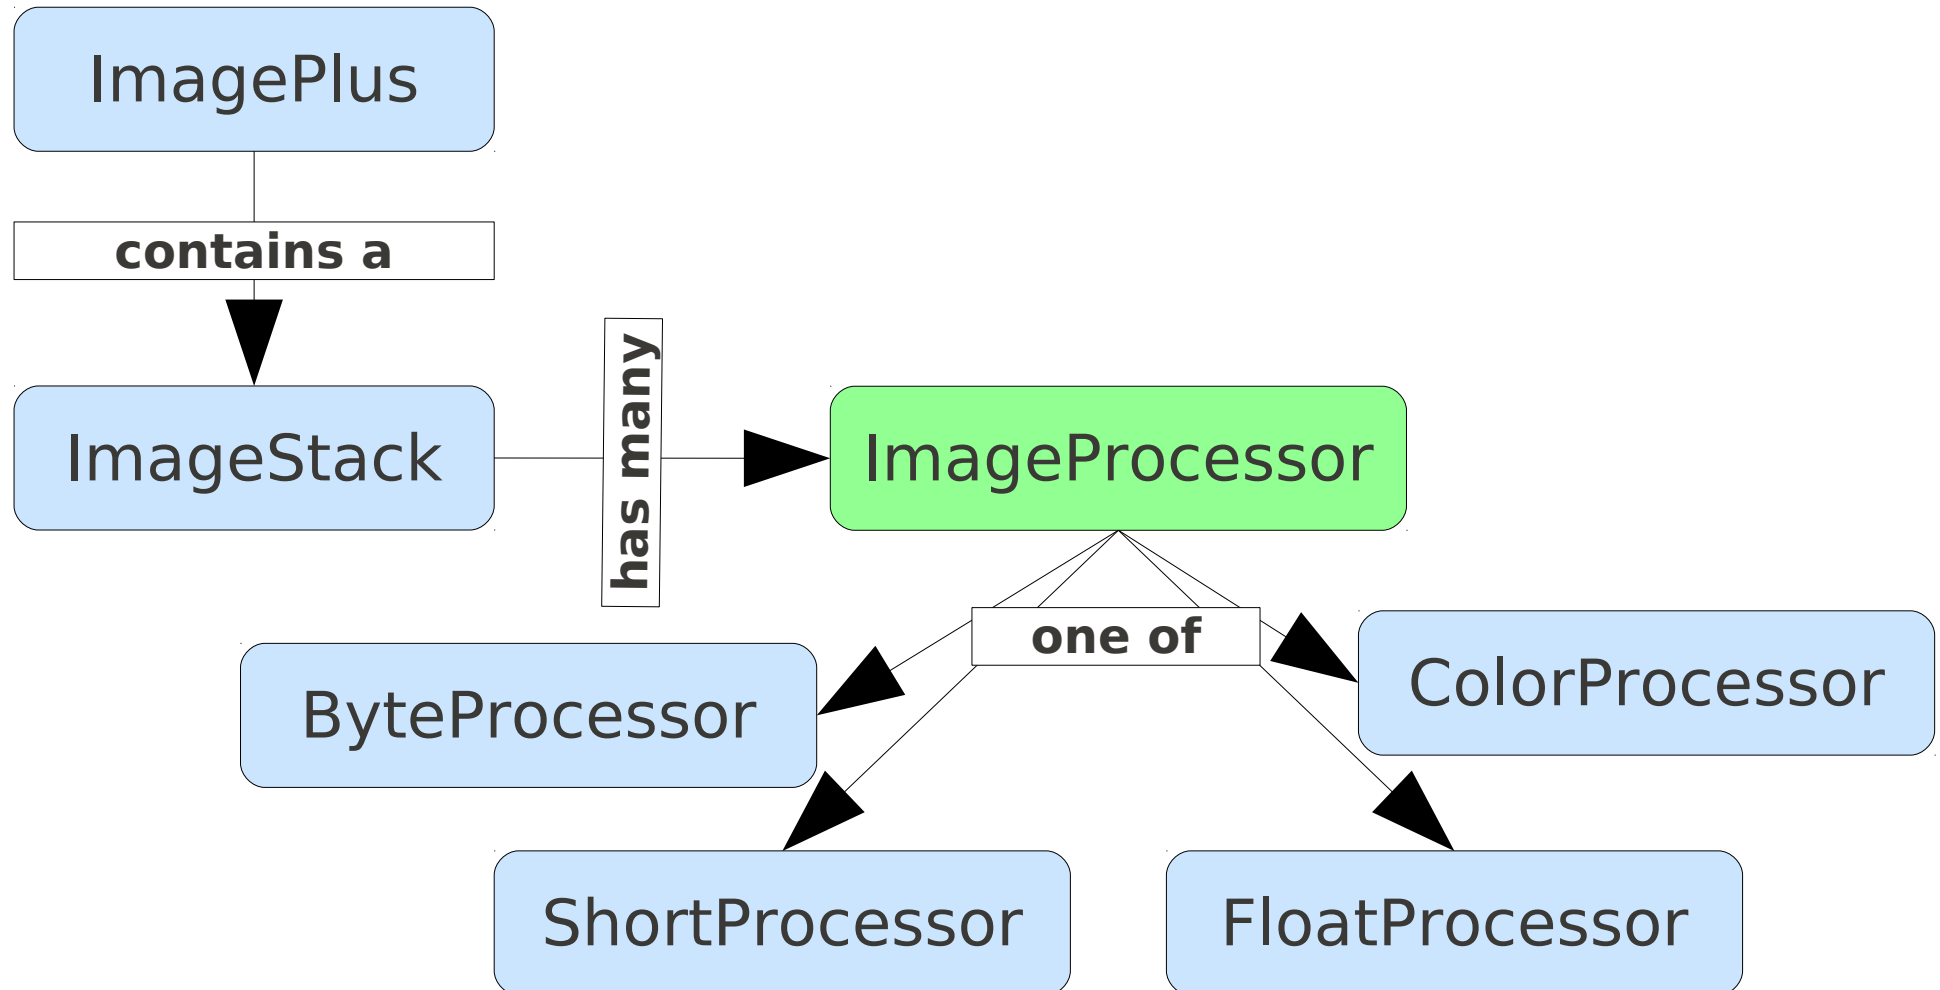 ImagePlus
contains a
ImageStack
has many
ImageProcessor
one of
ByteProcessor
ColorProcessor
ShortProcessor
FloatProcessor